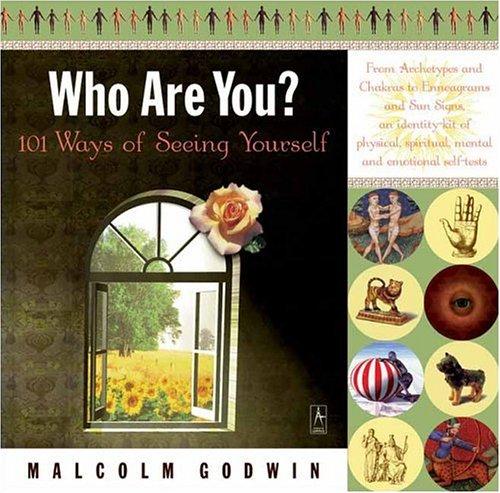 Who Are You?
101 Ways of Seeing Yourself
From Archetypes and
Chakras to Enneagrams
and Sun Signs,
an identity-kit of
physical, spiritual, mental
and emotional self-tests
MALCOLM GODWIN